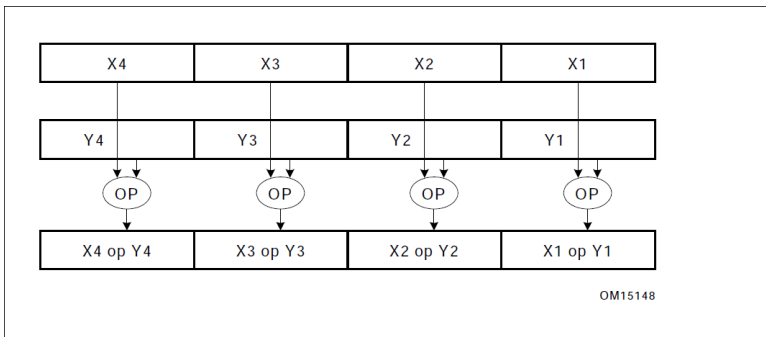 X4 X3 X2 X1
Y4 Y3 Y2 Y1
OP OP OP OP
X4 op Y4 X3 op Y3 X2 op Y2 X1 op Y1
OM15148